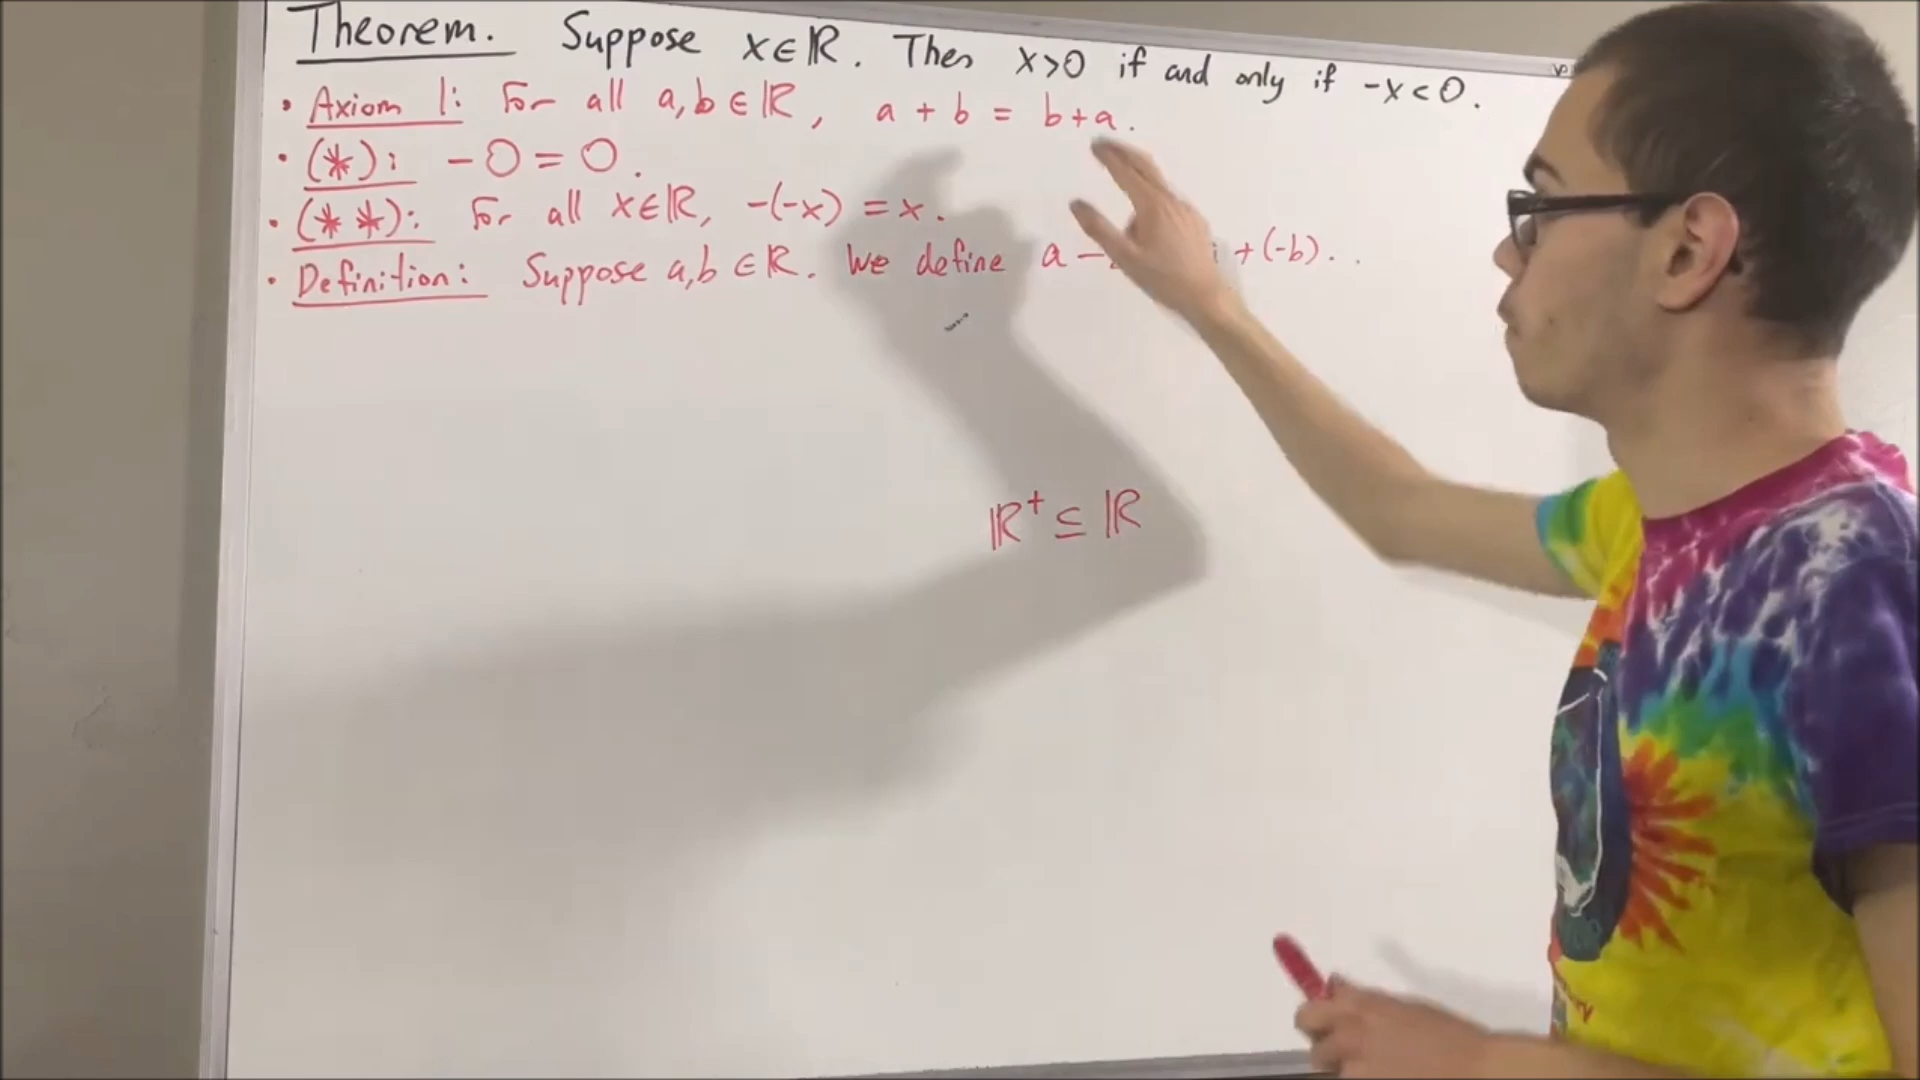 Theorem. Suppose x∈ℝ. Then x>0 if and only if -x<0.
• Axiom 1: For all a,b∈ℝ, a + b = b+a.
• (*): -0=0.
• (**): For all x∈ℝ, -(-x) = x.
• Definition: Suppose a,b∈ℝ. We define a - + (-b). .
ℝ⁺ ⊆ ℝ